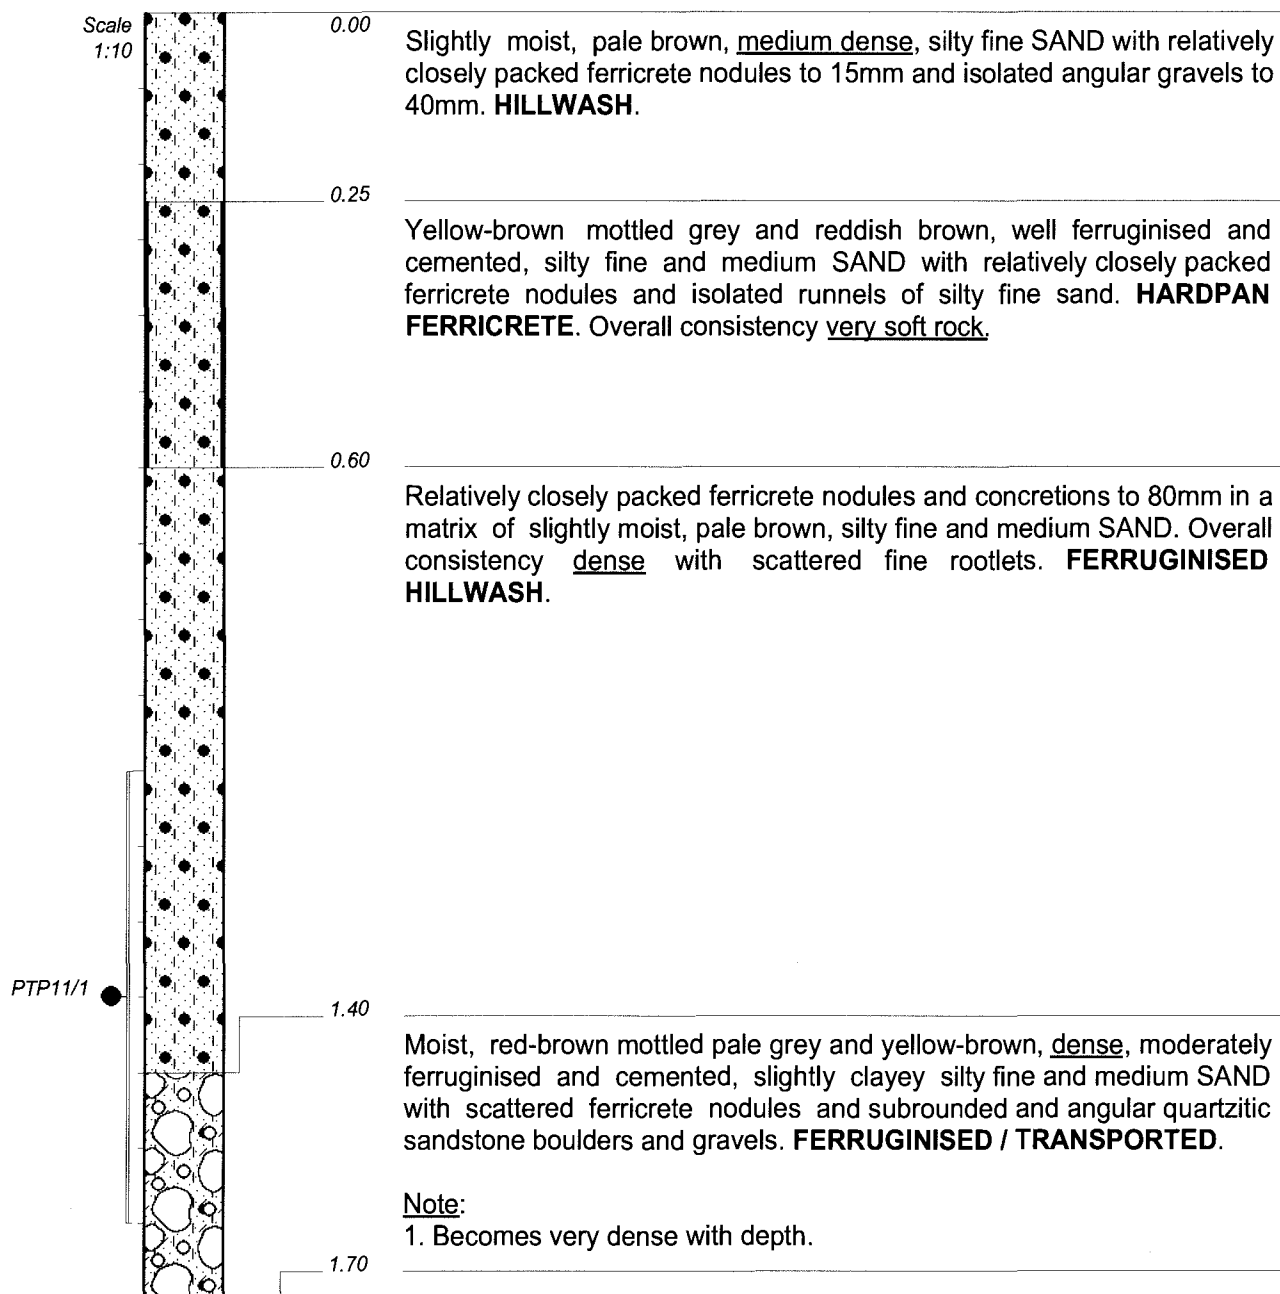 Scale
1:10
0.00
Slightly moist, pale brown, medium dense, silty fine SAND with relatively
closely packed ferricrete nodules to 15mm and isolated angular gravels to
40mm. HILLWASH.
0.25
Yellow-brown mottled grey and reddish brown, well ferruginised and
cemented, silty fine and medium SAND with relatively closely packed
ferricrete nodules and isolated runnels of silty fine sand. HARDPAN
FERRICRETE. Overall consistency very soft rock.
0.60
Relatively closely packed ferricrete nodules and concretions to 80mm in a
matrix of slightly moist, pale brown, silty fine and medium SAND. Overall
consistency dense with scattered fine rootlets. FERRUGINISED
HILLWASH.
PTP11/1
1.40
Moist, red-brown mottled pale grey and yellow-brown, dense, moderately
ferruginised and cemented, slightly clayey silty fine and medium SAND
with scattered ferricrete nodules and subrounded and angular quartzitic
sandstone boulders and gravels. FERRUGINISED / TRANSPORTED.
Note:
1. Becomes very dense with depth.
1.70